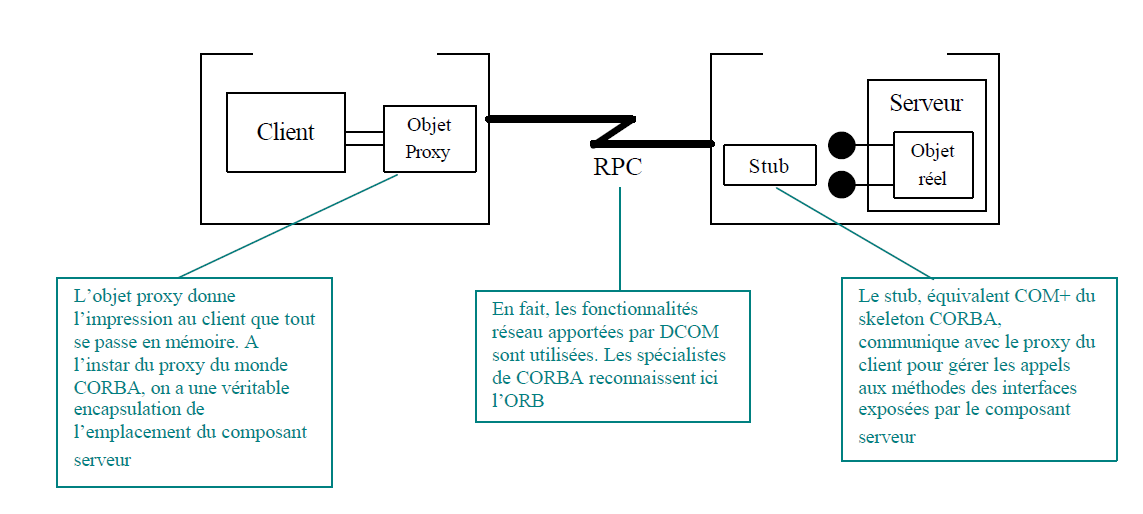 Client
Objet
Proxy
RPC
Stub
Serveur
Objet
réel
L’objet proxy donne
l’impression au client que tout
se passe en mémoire. A
l’instar du proxy du monde
CORBA, on a une véritable
encapsulation de
l’emplacement du composant
serveur
En fait, les fonctionnalités
réseau apportées par DCOM
sont utilisées. Les spécialistes
de CORBA reconnaissent ici
l’ORB
Le stub, équivalent COM+ du
skeleton CORBA,
communique avec le proxy du
client pour gérer les appels
aux méthodes des interfaces
exposées par le composant
serveur